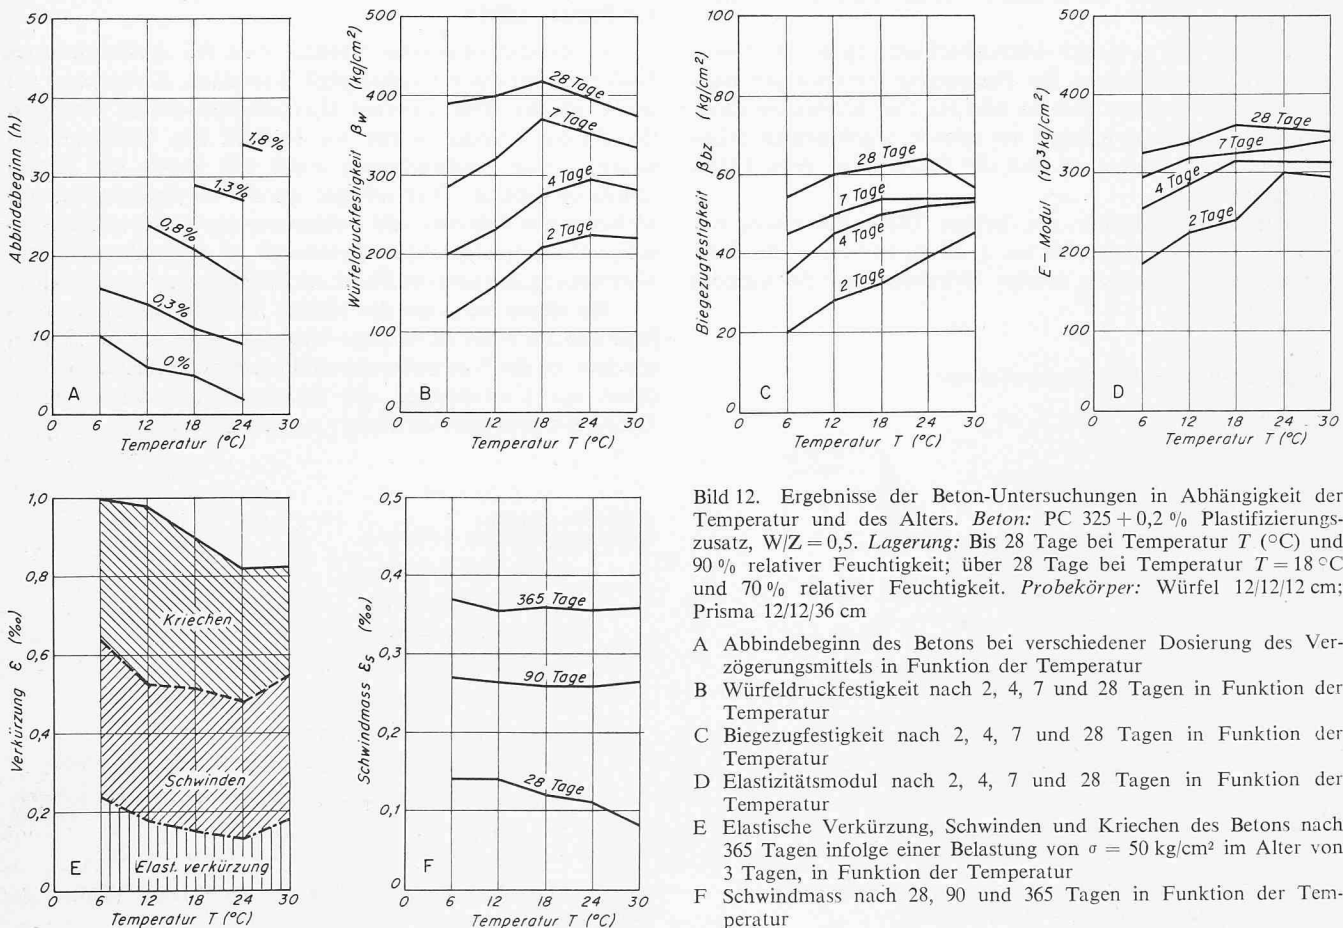 Abbindebeginn (h)
50
40
30
20
10
0
1,8%
1,3%
0,8%
0,3%
0%
A
0 6 12 18 24 30
Temperatur (°C)
Würfeldruckfestigkeit βw (kg/cm²)
500
400
300
200
100
0
28 Tage
7 Tage
4 Tage
2 Tage
B
0 6 12 18 24 30
Temperatur T (°C)
Biegezugfestigkeit βbz (kg/cm²)
100
80
60
40
20
0
28 Tage
7 Tage
4 Tage
2 Tage
C
0 6 12 18 24 30
Temperatur T (°C)
E – Modul (10³ kg/cm²)
500
400
300
200
100
0
28 Tage
7 Tage
4 Tage
2 Tage
D
0 6 12 18 24 30
Temperatur T (°C)
Verkürzung ε (‰)
1,0
0,8
0,6
0,4
0,2
0
Kriechen
Schwinden
Elast. verkürzung
E
0 6 12 18 24 30
Temperatur T (°C)
Schwindmass εs (‰)
0,5
0,4
0,3
0,2
0,1
0
365 Tage
90 Tage
28 Tage
F
0 6 12 18 24 30
Temperatur T (°C)
Bild 12. Ergebnisse der Beton-Untersuchungen in Abhängigkeit der
Temperatur und des Alters. Beton: PC 325 + 0,2 % Plastifizierungs-
zusatz, W/Z = 0,5. Lagerung: Bis 28 Tage bei Temperatur T (°C) und
90 % relativer Feuchtigkeit; über 28 Tage bei Temperatur T = 18 °C
und 70 % relativer Feuchtigkeit. Probekörper: Würfel 12/12/12 cm;
Prisma 12/12/36 cm
A Abbindebeginn des Betons bei verschiedener Dosierung des Ver-
zögerungsmittels in Funktion der Temperatur
B Würfeldruckfestigkeit nach 2, 4, 7 und 28 Tagen in Funktion der
Temperatur
C Biegezugfestigkeit nach 2, 4, 7 und 28 Tagen in Funktion der
Temperatur
D Elastizitätsmodul nach 2, 4, 7 und 28 Tagen in Funktion der
Temperatur
E Elastische Verkürzung, Schwinden und Kriechen des Betons nach
365 Tagen infolge einer Belastung von σ = 50 kg/cm² im Alter von
3 Tagen, in Funktion der Temperatur
F Schwindmass nach 28, 90 und 365 Tagen in Funktion der Tem-
peratur